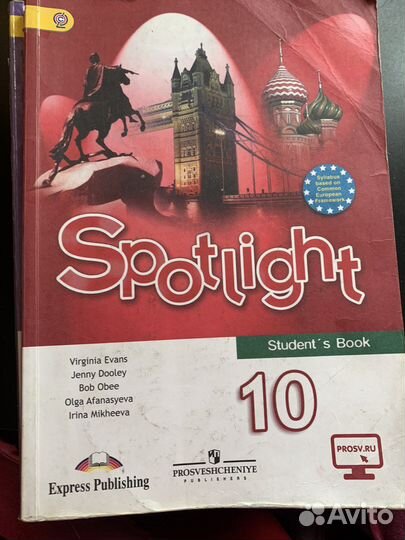 Syllabus
based on
Common
European
Framework
Spotlight
Student's Book
Virginia Evans
Jenny Dooley
Bob Obee
Olga Afanasyeva
Irina Mikheeva
10
PROSV.RU
Express Publishing
PROSVESHCHENIYE
PUBLISHERS
Avito